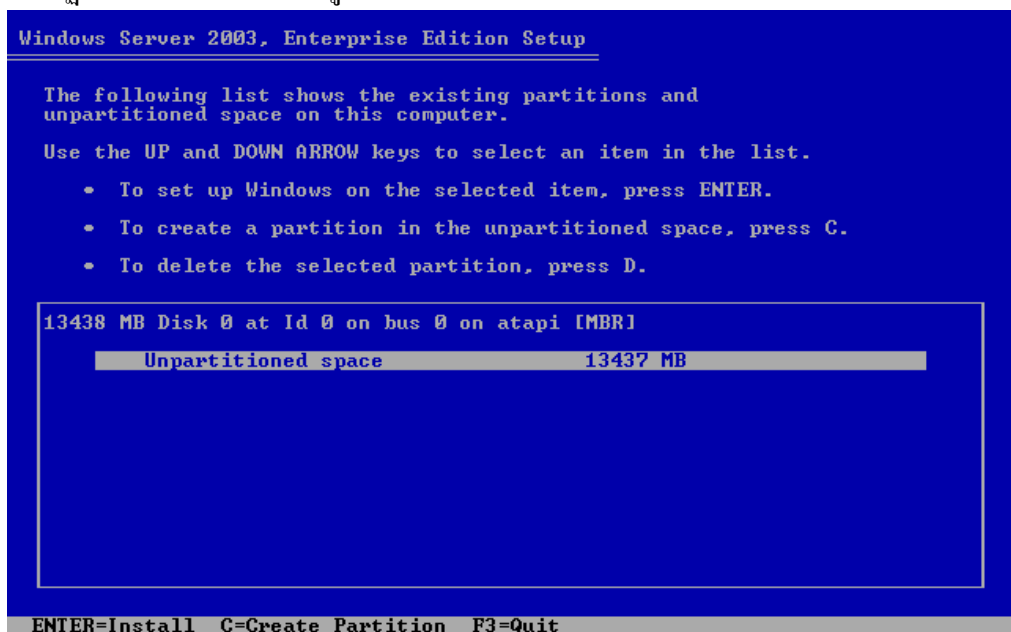 Windows Server 2003, Enterprise Edition Setup
The following list shows the existing partitions and
unpartitioned space on this computer.
Use the UP and DOWN ARROW keys to select an item in the list.
• To set up Windows on the selected item, press ENTER.
• To create a partition in the unpartitioned space, press C.
• To delete the selected partition, press D.
13438 MB Disk 0 at Id 0 on bus 0 on atapi [MBR]
Unpartitioned space 13437 MB
ENTER=Install C=Create Partition F3=Quit